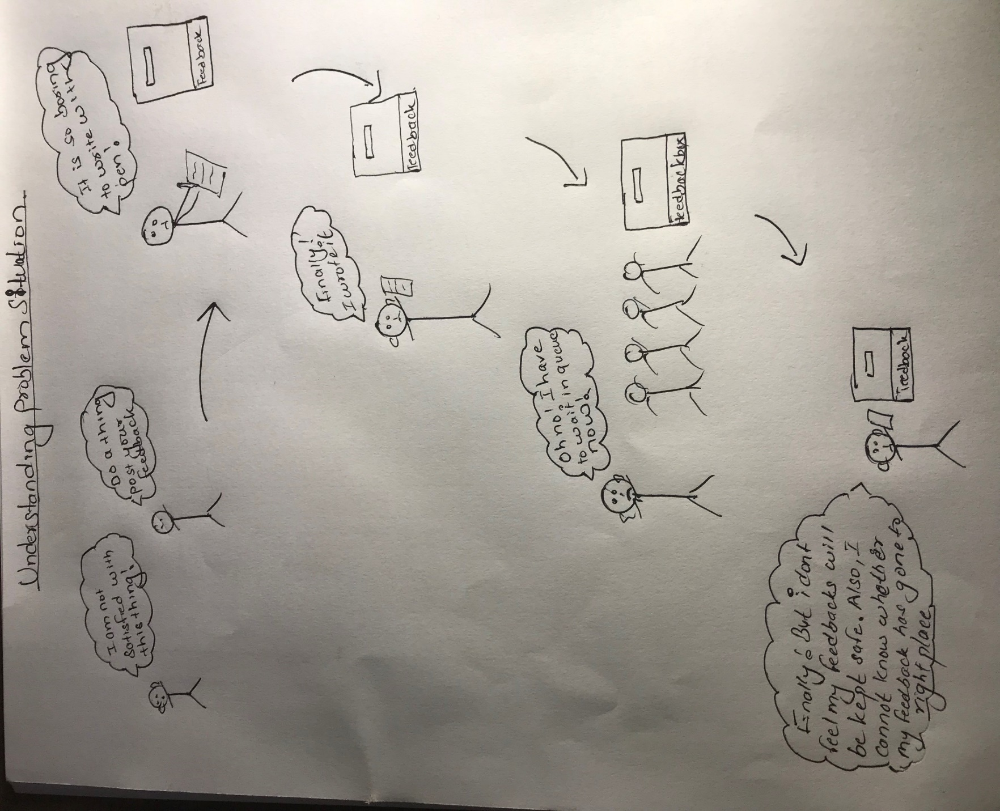 Understanding Problem Situation.
I am not
satisfied with
this thing!
Do a thing
post your
feedback
It is so boring
to write with
pen!
Feedback
Finally!
I wrote it
Feedback
Oh no! I have
to wait in queue
now!
Feedbackbox
Finally! But i dont
feel my feedbacks will
be kept safe. Also, I
cannot know whether
my feedback has gone to
right place
Feedback